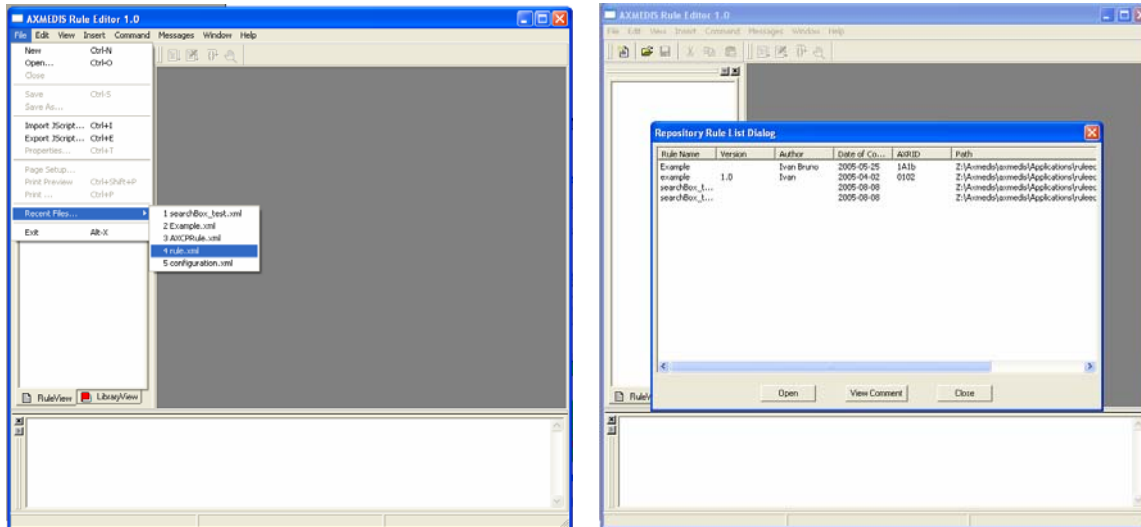 AXMEDIS Rule Editor 1.0
File Edit View Insert Command Messages Window Help
New Ctrl-N
Open... Ctrl-O
Close
Save Ctrl-S
Save As...
Import JScript... Ctrl+I
Export JScript... Ctrl+E
Properties... Ctrl+T
Page Setup...
Print Preview Ctrl+Shift+P
Print ... Ctrl+P
Recent Files...
1 searchBox_test.xml
2 Example.xml
3 AXCPRule.xml
4 rule.xml
5 configuration.xml
Exit Alt-X
RuleView LibraryView
AXMEDIS Rule Editor 1.0
File Edit View Insert Command Messages Window Help
Repository Rule List Dialog
Rule Name Version Author Date of Co... AXRID Path
Example Ivan Bruno 2005-05-25 1A1b Z:\Axmedis\axmedis\Applications\ruleec
example 1.0 Ivan 2005-04-02 0102 Z:\Axmedis\axmedis\Applications\ruleec
searchBox_t... 2005-08-08 Z:\Axmedis\axmedis\Applications\ruleec
searchBox_t... 2005-08-08 Z:\Axmedis\axmedis\Applications\ruleec
Open View Comment Close